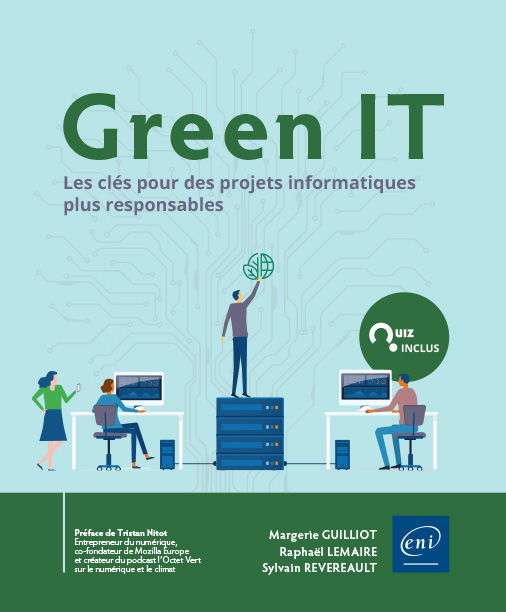 Green IT
Les clés pour des projets informatiques
plus responsables
Quiz
INCLUS
Préface de Tristan Nitot
Entrepreneur du numérique,
co-fondateur de Mozilla Europe
et créateur du podcast l'Octet Vert
sur le numérique et le climat
Margerie GUILLIOT
Raphaël LEMAIRE
Sylvain REVEREAULT
eni